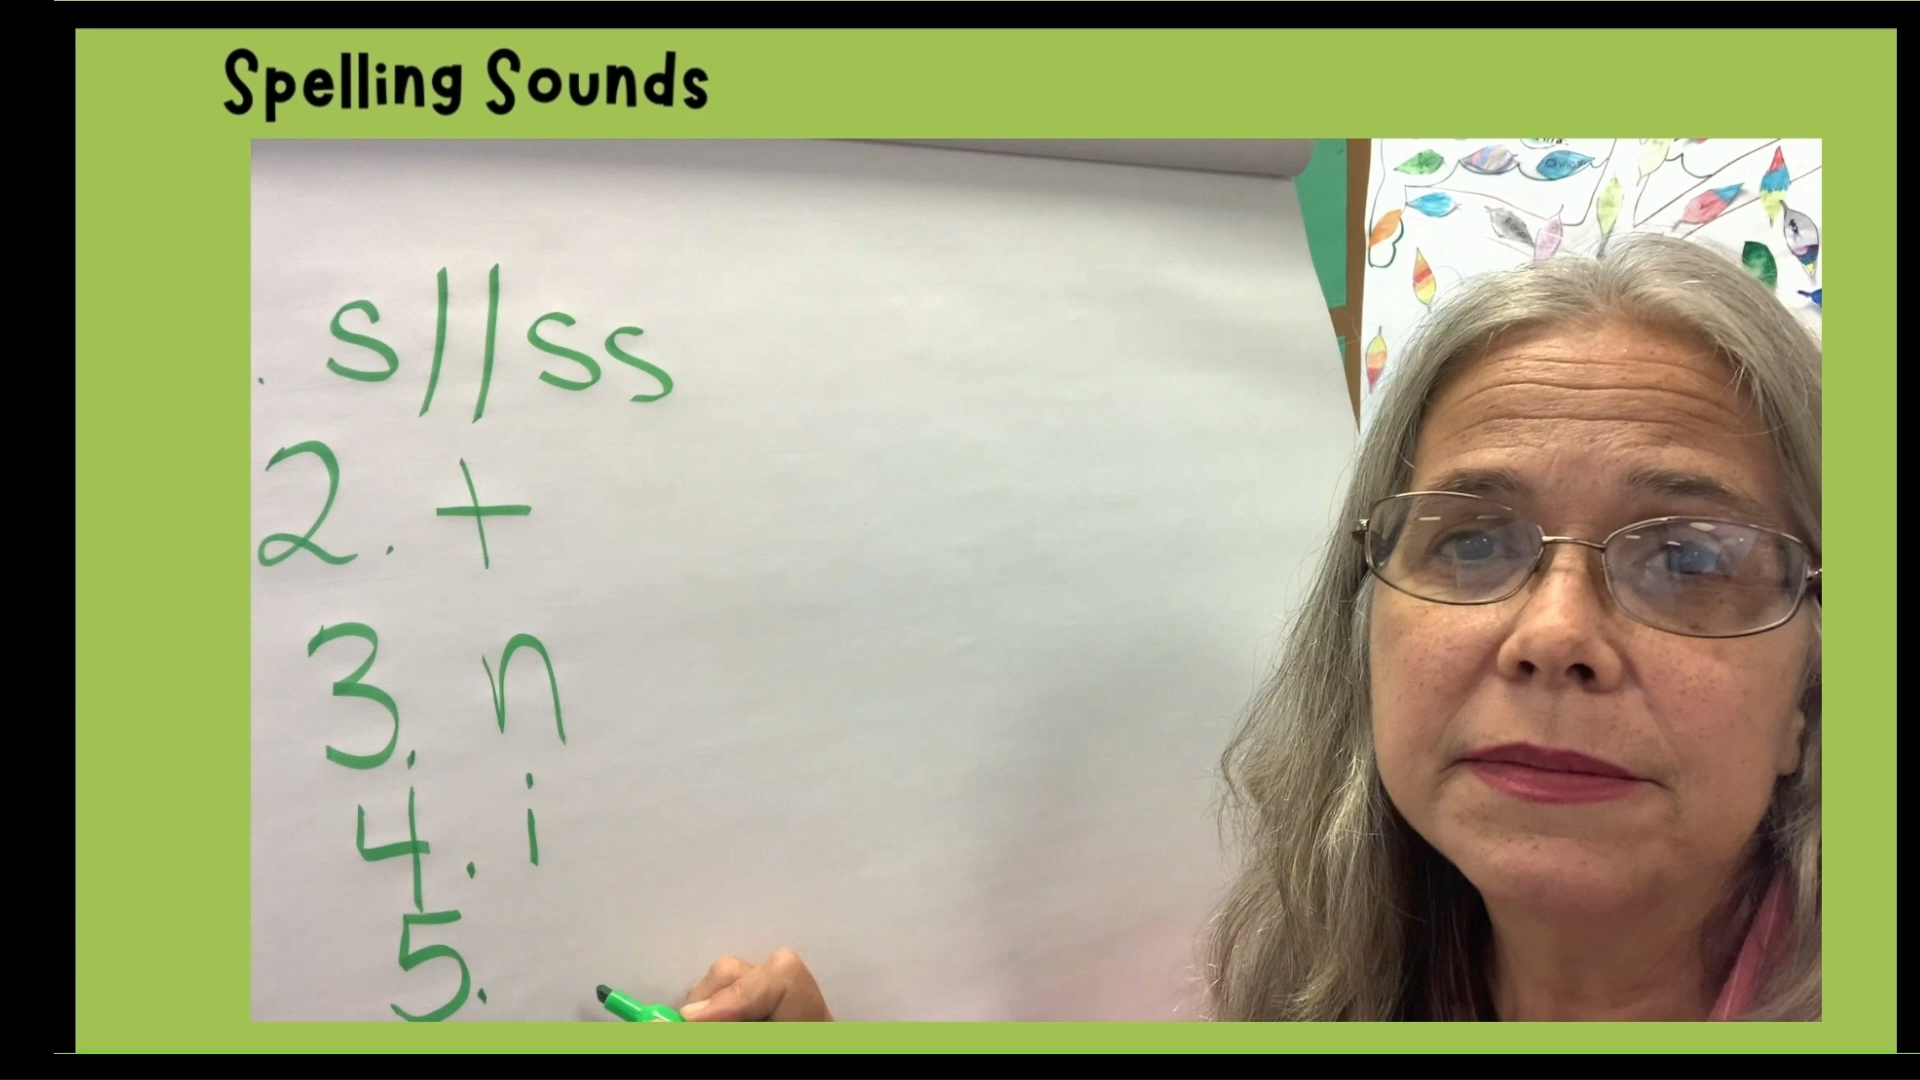 Spelling Sounds
. s//ss
2. t
3. n
4. i
5.